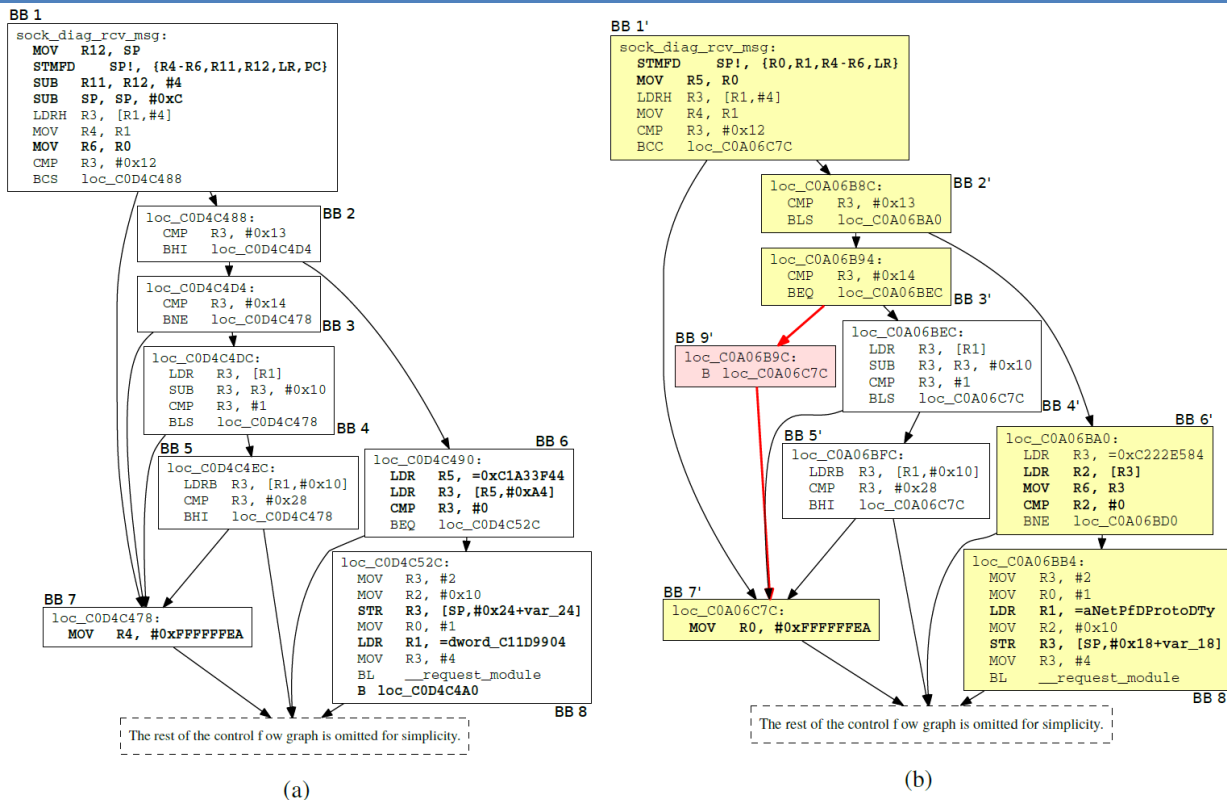 BB 1
sock_diag_rcv_msg:
MOV R12, SP
STMFD SP!, {R4-R6,R11,R12,LR,PC}
SUB R11, R12, #4
SUB SP, SP, #0xC
LDRH R3, [R1,#4]
MOV R4, R1
MOV R6, R0
CMP R3, #0x12
BCS loc_C0D4C488
BB 2
loc_C0D4C488:
CMP R3, #0x13
BHI loc_C0D4C4D4
loc_C0D4C4D4:
CMP R3, #0x14
BNE loc_C0D4C478
BB 3
loc_C0D4C4DC:
LDR R3, [R1]
SUB R3, R3, #0x10
CMP R3, #1
BLS loc_C0D4C478
BB 4
BB 5
loc_C0D4C4EC:
LDRB R3, [R1,#0x10]
CMP R3, #0x28
BHI loc_C0D4C478
BB 6
loc_C0D4C490:
LDR R5, =0xC1A33F44
LDR R3, [R5,#0xA4]
CMP R3, #0
BEQ loc_C0D4C52C
loc_C0D4C52C:
MOV R3, #2
MOV R2, #0x10
STR R3, [SP,#0x24+var_24]
MOV R0, #1
LDR R1, =dword_C11D9904
MOV R3, #4
BL __request_module
B loc_C0D4C4A0
BB 8
BB 7
loc_C0D4C478:
MOV R4, #0xFFFFFFEA
The rest of the control f ow graph is omitted for simplicity.
(a)
BB 1'
sock_diag_rcv_msg:
STMFD SP!, {R0,R1,R4-R6,LR}
MOV R5, R0
LDRH R3, [R1,#4]
MOV R4, R1
CMP R3, #0x12
BCC loc_C0A06C7C
BB 2'
loc_C0A06B8C:
CMP R3, #0x13
BLS loc_C0A06BA0
loc_C0A06B94:
CMP R3, #0x14
BEQ loc_C0A06BEC
BB 3'
BB 9'
loc_C0A06B9C:
B loc_C0A06C7C
loc_C0A06BEC:
LDR R3, [R1]
SUB R3, R3, #0x10
CMP R3, #1
BLS loc_C0A06C7C
BB 4'
BB 5'
loc_C0A06BFC:
LDRB R3, [R1,#0x10]
CMP R3, #0x28
BHI loc_C0A06C7C
BB 6'
loc_C0A06BA0:
LDR R3, =0xC222E584
LDR R2, [R3]
MOV R6, R3
CMP R2, #0
BNE loc_C0A06BD0
loc_C0A06BB4:
MOV R3, #2
MOV R0, #1
LDR R1, =aNetPfDProtoDTy
MOV R2, #0x10
STR R3, [SP,#0x18+var_18]
MOV R3, #4
BL __request_module
BB 8
BB 7'
loc_C0A06C7C:
MOV R0, #0xFFFFFFEA
The rest of the control f ow graph is omitted for simplicity.
(b)